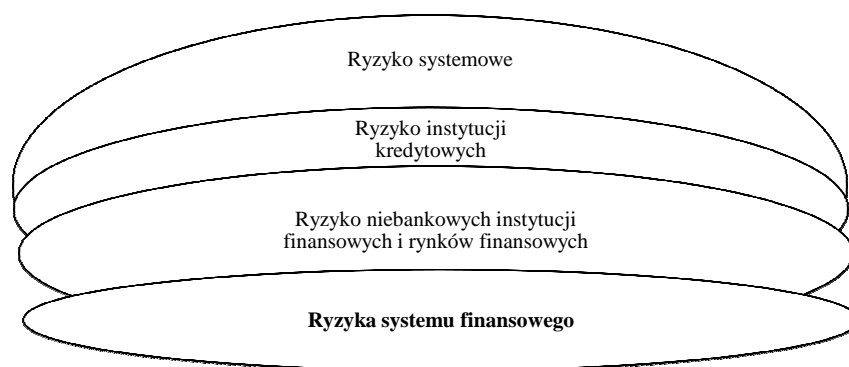 Ryzyko systemowe
Ryzyko instytucji
kredytowych
Ryzyko niebankowych instytucji
finansowych i rynków finansowych
Ryzyka systemu finansowego